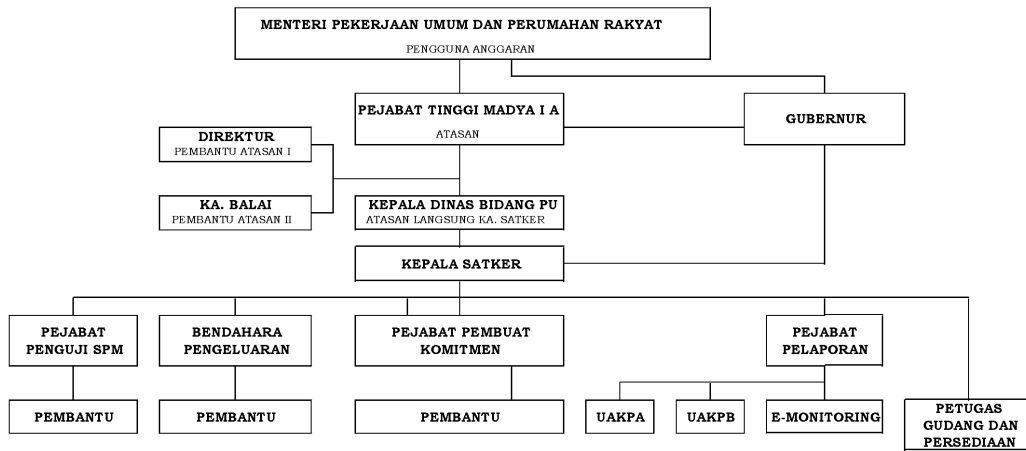 MENTERI PEKERJAAN UMUM DAN PERUMAHAN RAKYAT
PENGGUNA ANGGARAN
PEJABAT TINGGI MADYA I A
ATASAN
GUBERNUR
DIREKTUR
PEMBANTU ATASAN I
KA. BALAI
PEMBANTU ATASAN II
KEPALA DINAS BIDANG PU
ATASAN LANGSUNG KA. SATKER
KEPALA SATKER
PEJABAT
PENGUJI SPM
BENDAHARA
PENGELUARAN
PEJABAT PEMBUAT
KOMITMEN
PEJABAT
PELAPORAN
PEMBANTU
PEMBANTU
PEMBANTU
UAKPA
UAKPB
E-MONITORING
PETUGAS
GUDANG DAN
PERSEDIAAN